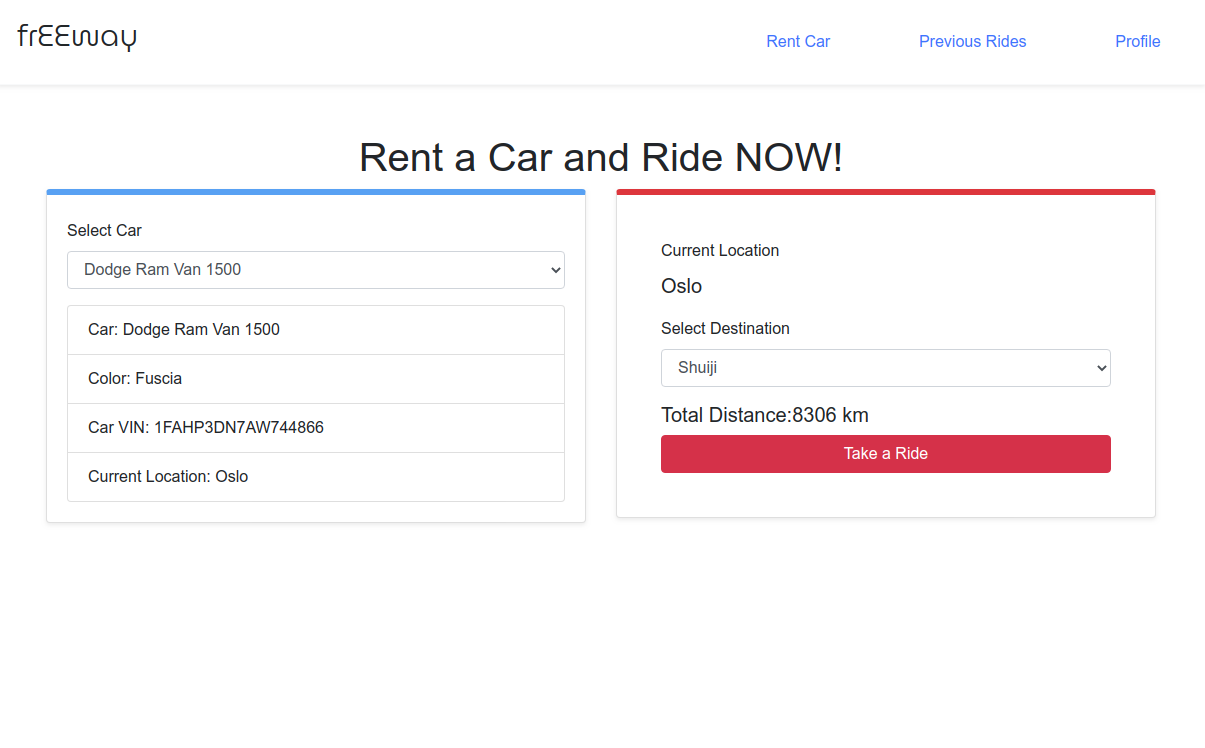 frEEway
Rent Car
Previous Rides
Profile
Rent a Car and Ride NOW!
Select Car
Dodge Ram Van 1500
Car: Dodge Ram Van 1500
Color: Fuscia
Car VIN: 1FAHP3DN7AW744866
Current Location: Oslo
Current Location
Oslo
Select Destination
Shuiji
Total Distance:8306 km
Take a Ride